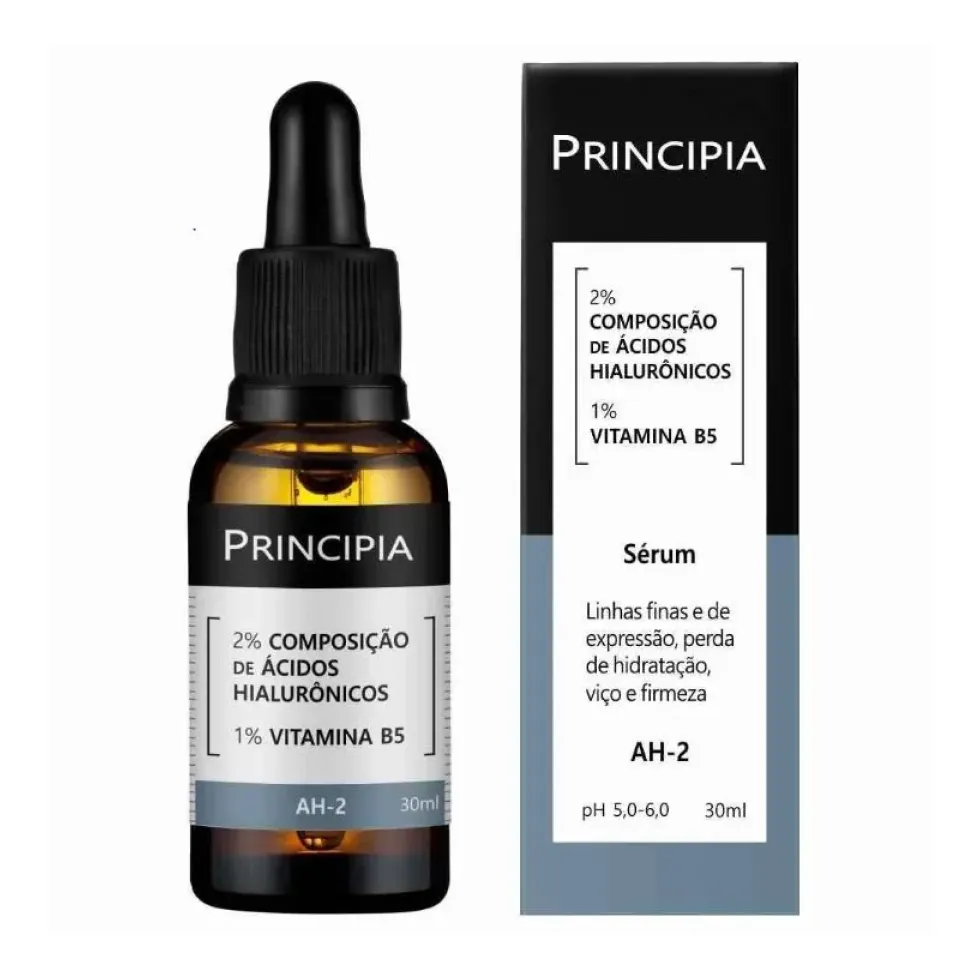 PRINCIPIA
2% COMPOSIÇÃO
DE ÁCIDOS
HIALURÔNICOS
1% VITAMINA B5
AH-2 30ml
PRINCIPIA
2%
COMPOSIÇÃO
DE ÁCIDOS
HIALURÔNICOS
1%
VITAMINA B5
Sérum
Linhas finas e de
expressão, perda
de hidratação,
viço e firmeza
AH-2
pH 5,0-6,0 30ml